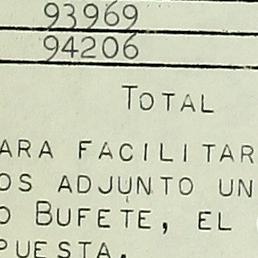 93969
94206
TOTAL
ARA FACILITAR
OS ADJUNTO UN
O BUFETE, EL
PUESTA.